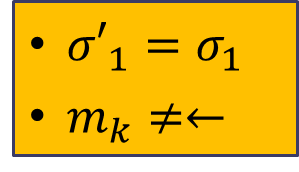 • σ′₁ = σ₁
• mₖ ≠←